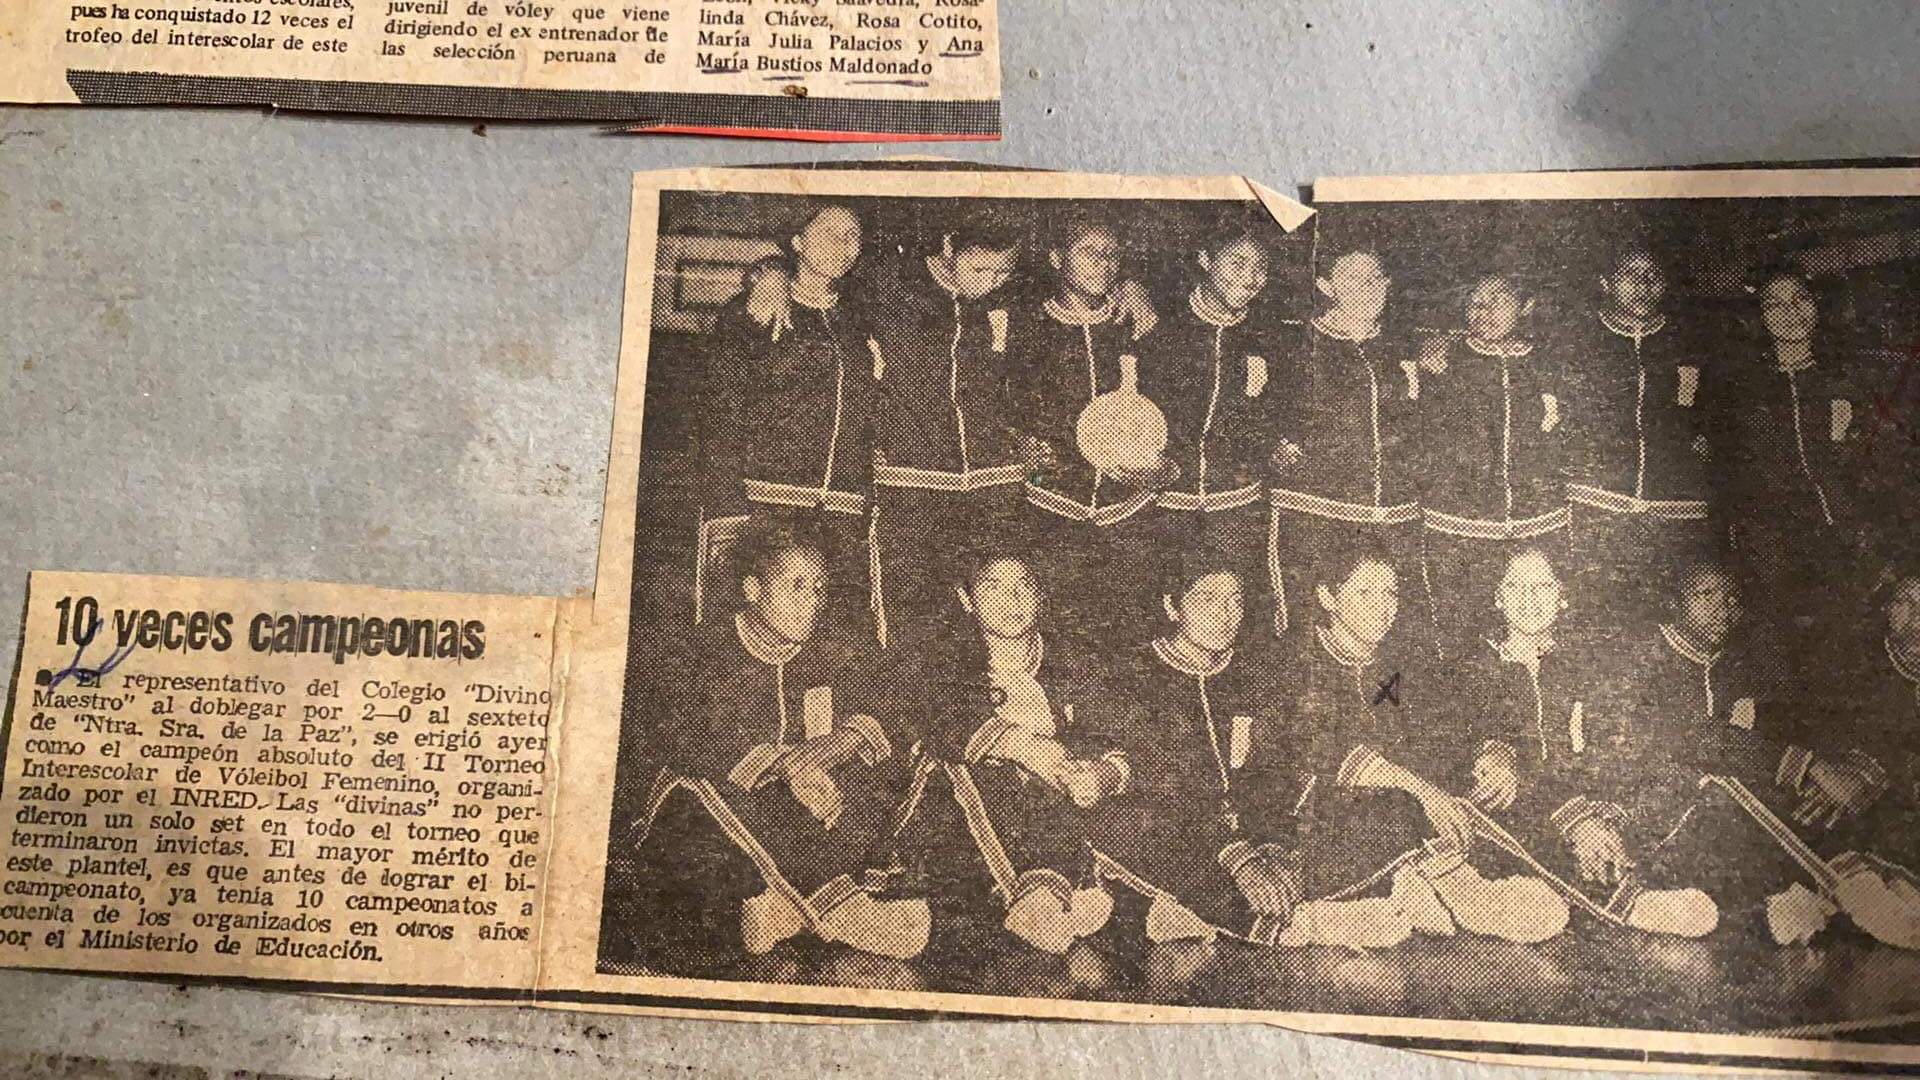 pues ha conquistado 12 veces el
trofeo del interescolar de este
juvenil de vóley que viene
dirigiendo el ex entrenador de
las selección peruana de
linda Chávez, Rosa Cotito,
María Julia Palacios y Ana
María Bustios Maldonado
10 veces campeonas
El representativo del Colegio “Divino
Maestro” al doblegar por 2—0 al sexteto
de “Ntra. Sra. de la Paz”, se erigió ayer
como el campeón absoluto del II Torneo
Interescolar de Vóleibol Femenino, organi-
zado por el INRED. Las “divinas” no per-
dieron un solo set en todo el torneo que
terminaron invictas. El mayor mérito de
este plantel, es que antes de lograr el bi-
campeonato, ya tenía 10 campeonatos a
cuenta de los organizados en otros años
por el Ministerio de Educación.